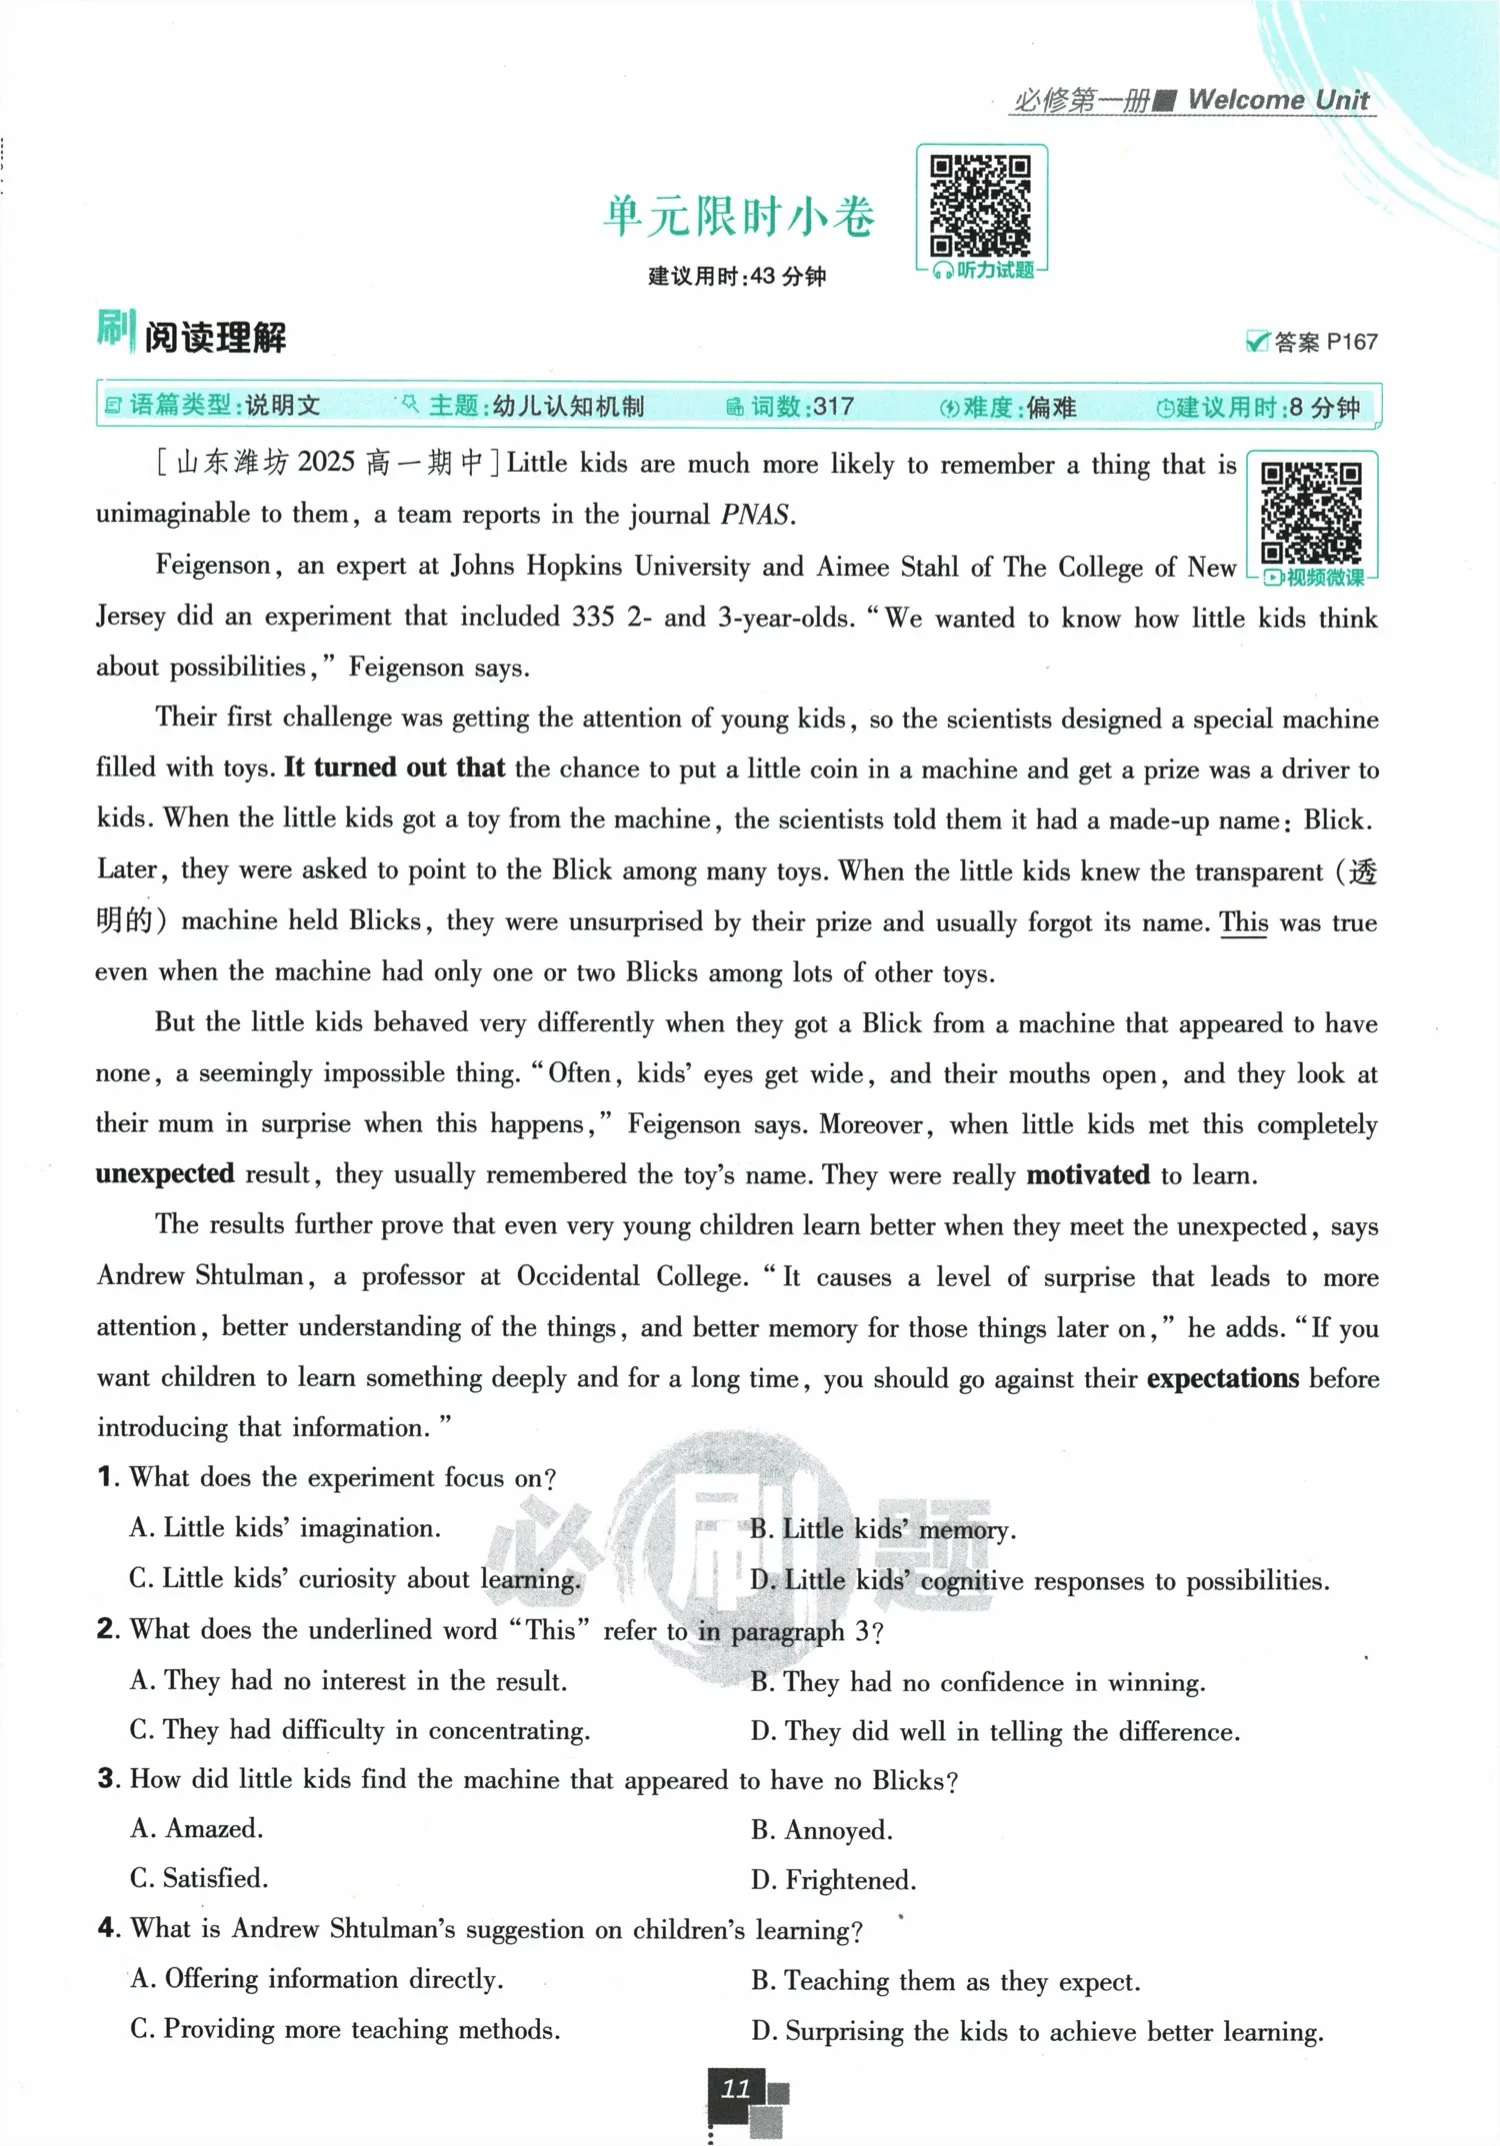 必修第一册■ Welcome Unit
单元限时小卷
建议用时:43 分钟
听力试题
刷 阅读理解
答案 P167
语篇类型:说明文 主题:幼儿认知机制 词数:317 难度:偏难 建议用时:8 分钟
[山东潍坊 2025 高一期中]Little kids are much more likely to remember a thing that is
unimaginable to them, a team reports in the journal PNAS.
视频微课
Feigenson, an expert at Johns Hopkins University and Aimee Stahl of The College of New
Jersey did an experiment that included 335 2- and 3-year-olds. “We wanted to know how little kids think
about possibilities,” Feigenson says.
Their first challenge was getting the attention of young kids, so the scientists designed a special machine
filled with toys. It turned out that the chance to put a little coin in a machine and get a prize was a driver to
kids. When the little kids got a toy from the machine, the scientists told them it had a made-up name: Blick.
Later, they were asked to point to the Blick among many toys. When the little kids knew the transparent (透
明的) machine held Blicks, they were unsurprised by their prize and usually forgot its name. This was true
even when the machine had only one or two Blicks among lots of other toys.
But the little kids behaved very differently when they got a Blick from a machine that appeared to have
none, a seemingly impossible thing. “Often, kids’ eyes get wide, and their mouths open, and they look at
their mum in surprise when this happens,” Feigenson says. Moreover, when little kids met this completely
unexpected result, they usually remembered the toy’s name. They were really motivated to learn.
The results further prove that even very young children learn better when they meet the unexpected, says
Andrew Shtulman, a professor at Occidental College. “It causes a level of surprise that leads to more
attention, better understanding of the things, and better memory for those things later on,” he adds. “If you
want children to learn something deeply and for a long time, you should go against their expectations before
introducing that information.”
1. What does the experiment focus on?
A. Little kids’ imagination. B. Little kids’ memory.
C. Little kids’ curiosity about learning. D. Little kids’ cognitive responses to possibilities.
必刷题
2. What does the underlined word “This” refer to in paragraph 3?
A. They had no interest in the result. B. They had no confidence in winning.
C. They had difficulty in concentrating. D. They did well in telling the difference.
3. How did little kids find the machine that appeared to have no Blicks?
A. Amazed. B. Annoyed.
C. Satisfied. D. Frightened.
4. What is Andrew Shtulman’s suggestion on children’s learning?
A. Offering information directly. B. Teaching them as they expect.
C. Providing more teaching methods. D. Surprising the kids to achieve better learning.
11